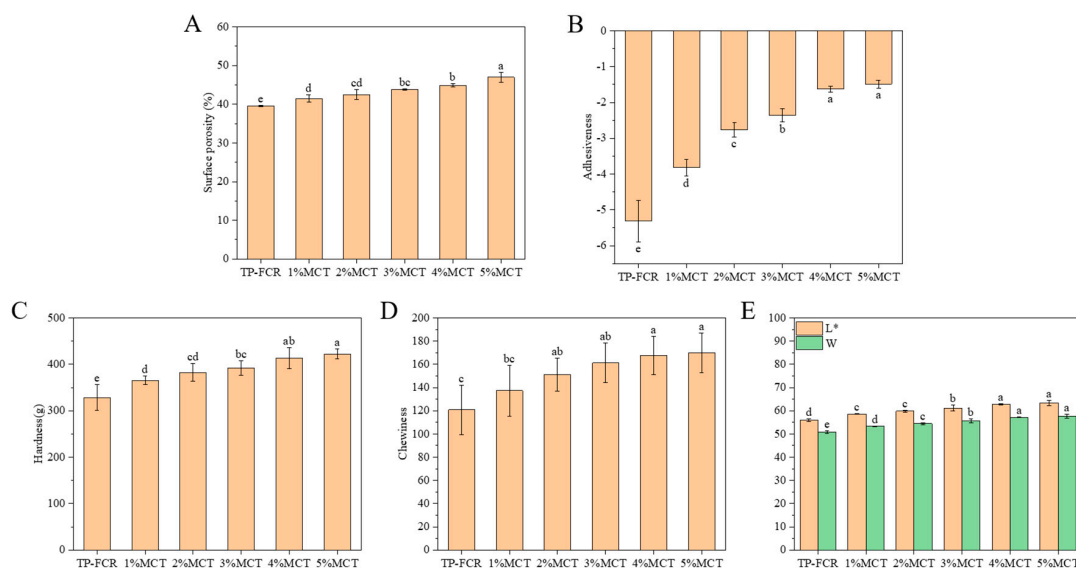 A
60
50
40
30
20
10
0
Surface porosity (%)
e
d
cd
bc
b
a
TP-FCR 1%MCT 2%MCT 3%MCT 4%MCT 5%MCT
B
0
-1
-2
-3
-4
-5
-6
Adhesiveness
e
d
c
b
a
a
TP-FCR 1%MCT 2%MCT 3%MCT 4%MCT 5%MCT
C
500
400
300
200
100
0
Hardness(g)
e
d
cd
bc
ab
a
TP-FCR 1%MCT 2%MCT 3%MCT 4%MCT 5%MCT
D
200
180
160
140
120
100
80
60
40
20
0
Chewiness
c
bc
ab
ab
a
a
TP-FCR 1%MCT 2%MCT 3%MCT 4%MCT 5%MCT
E
100
90
80
70
60
50
40
30
20
10
0
L*
W
d
e
c
d
c
c
b
b
a
a
a
a
TP-FCR 1%MCT 2%MCT 3%MCT 4%MCT 5%MCT